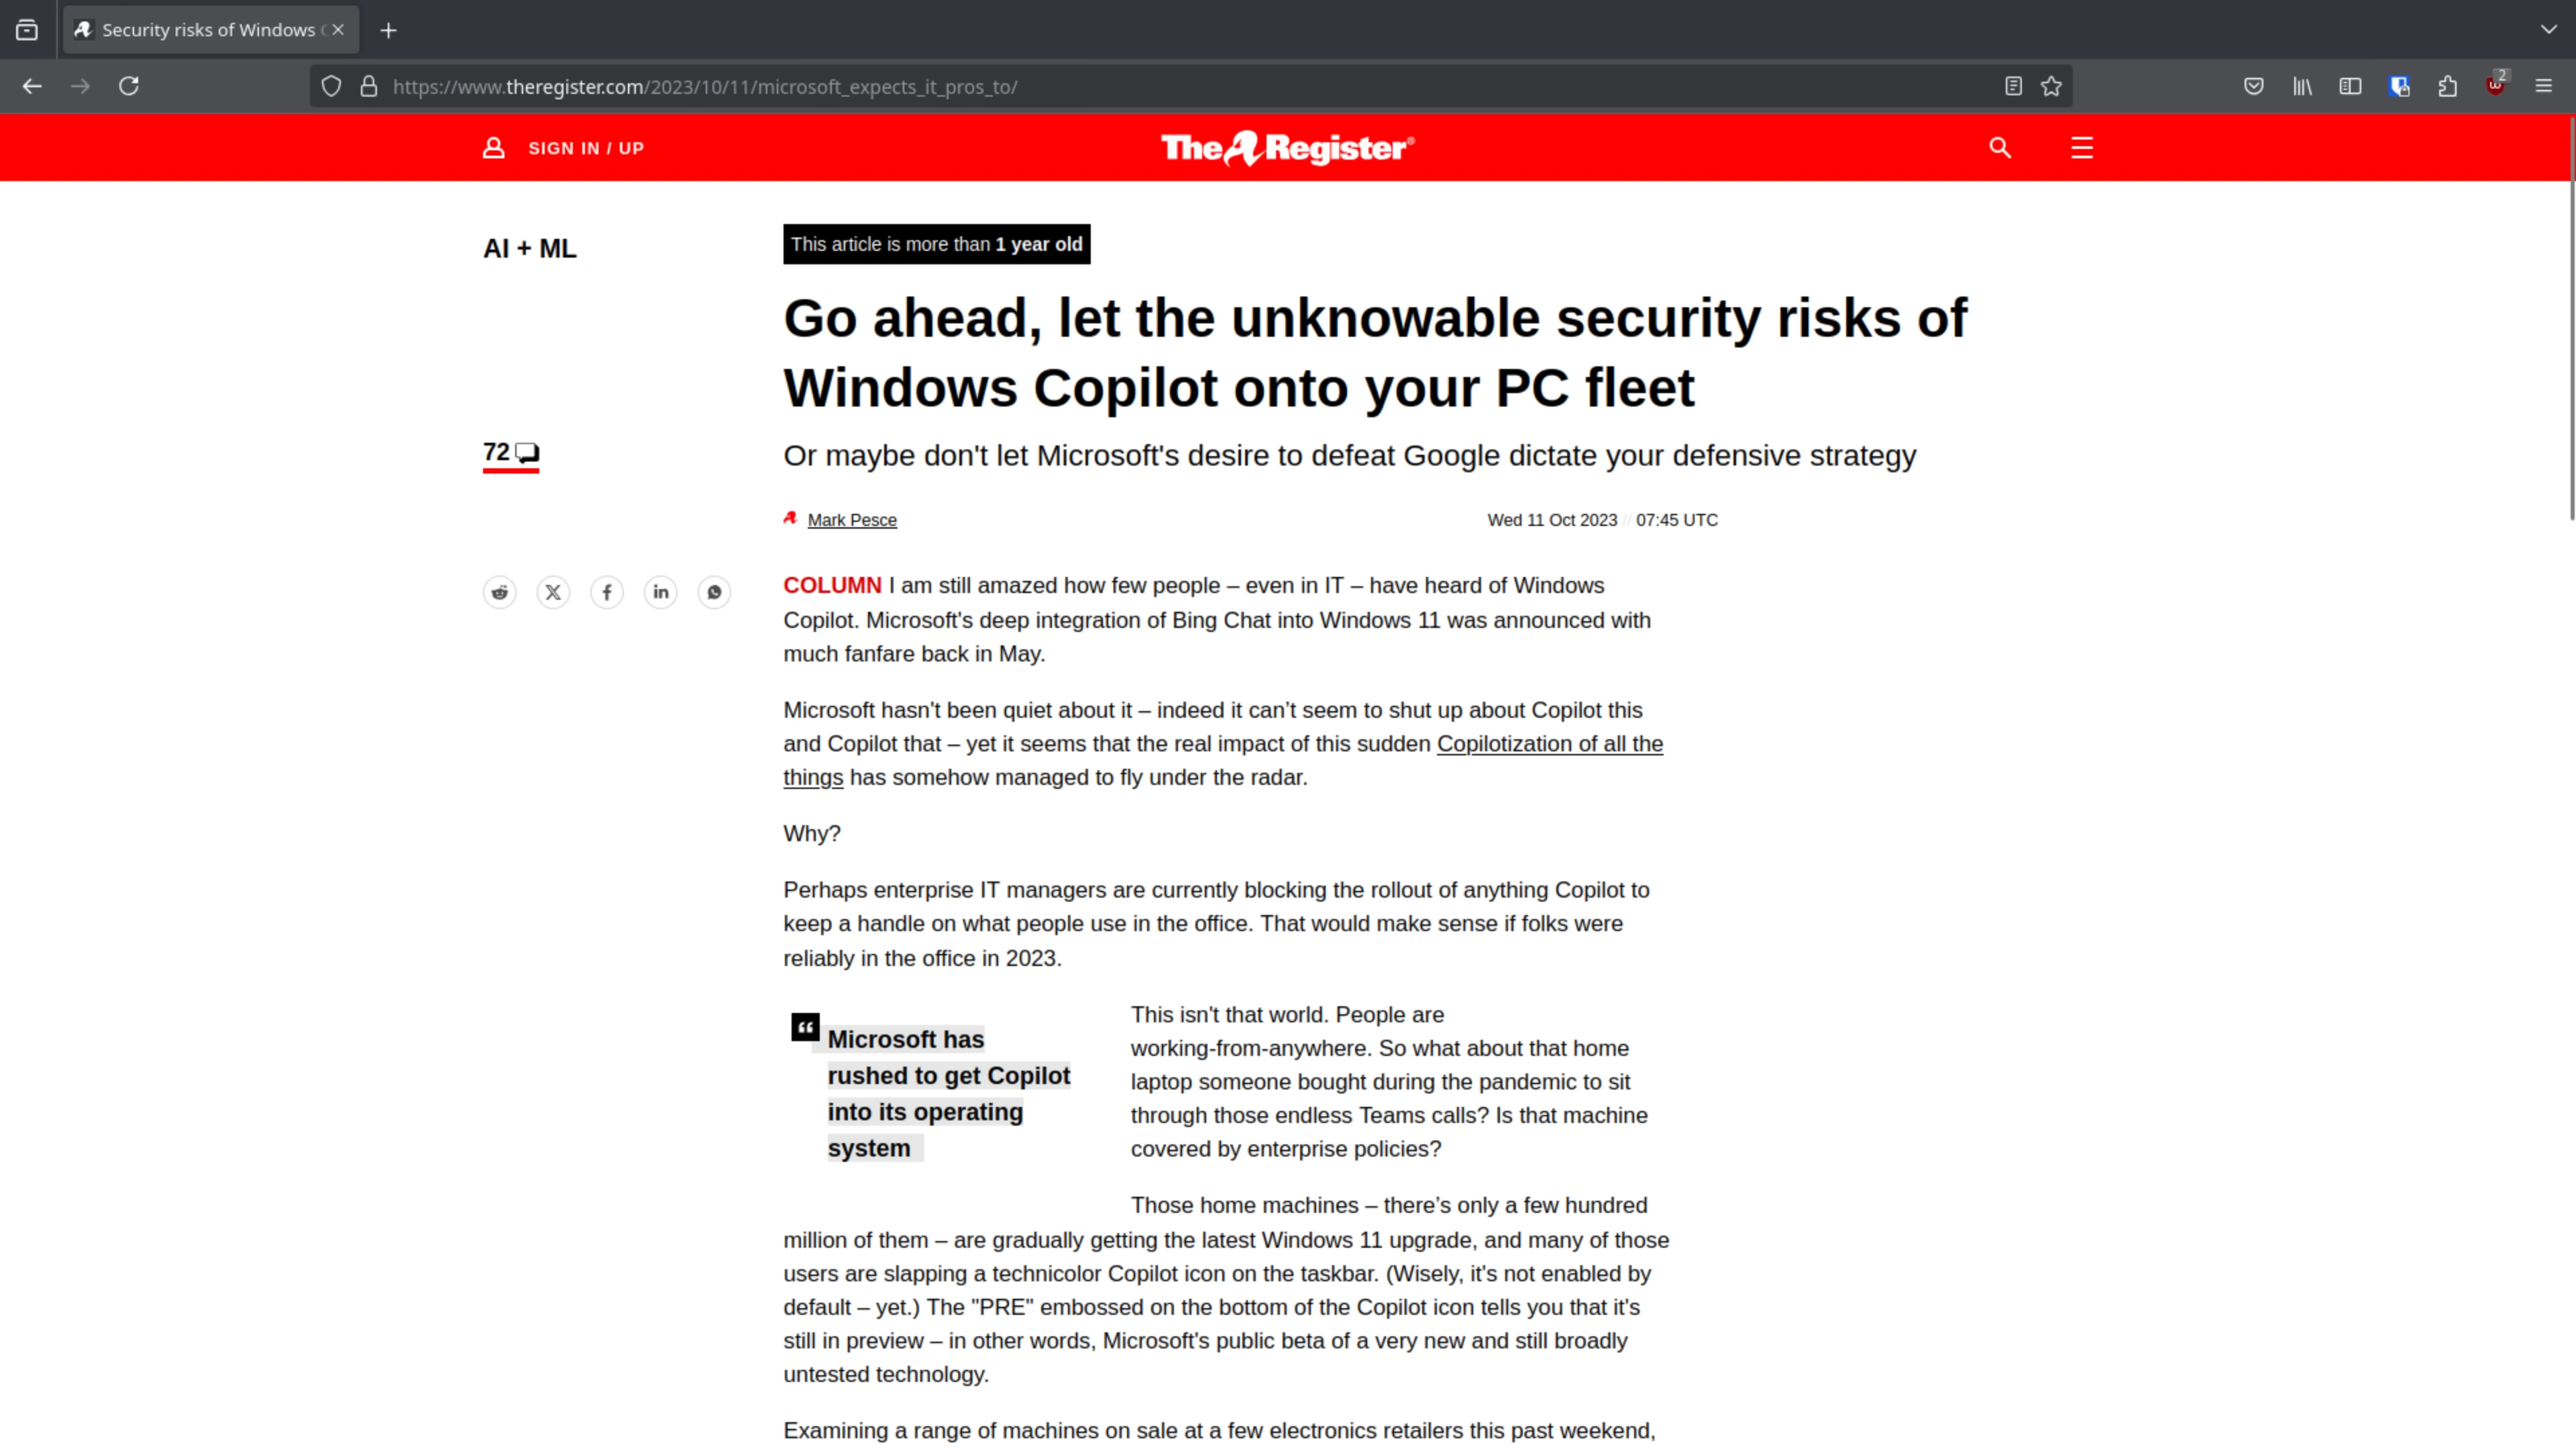 Security risks of Windows
2
https://www.theregister.com/2023/10/11/microsoft_expects_it_pros_to/
SIGN IN / UP
The Register®
AI + ML
This article is more than 1 year old
Go ahead, let the unknowable security risks of
Windows Copilot onto your PC fleet
72
Or maybe don't let Microsoft's desire to defeat Google dictate your defensive strategy
Mark Pesce
Wed 11 Oct 2023 // 07:45 UTC
COLUMN I am still amazed how few people – even in IT – have heard of Windows
Copilot. Microsoft's deep integration of Bing Chat into Windows 11 was announced with
much fanfare back in May.
Microsoft hasn't been quiet about it – indeed it can’t seem to shut up about Copilot this
and Copilot that – yet it seems that the real impact of this sudden Copilotization of all the
things has somehow managed to fly under the radar.
Why?
Perhaps enterprise IT managers are currently blocking the rollout of anything Copilot to
keep a handle on what people use in the office. That would make sense if folks were
reliably in the office in 2023.
“
Microsoft has
rushed to get Copilot
into its operating
system
This isn't that world. People are
working-from-anywhere. So what about that home
laptop someone bought during the pandemic to sit
through those endless Teams calls? Is that machine
covered by enterprise policies?
Those home machines – there’s only a few hundred
million of them – are gradually getting the latest Windows 11 upgrade, and many of those
users are slapping a technicolor Copilot icon on the taskbar. (Wisely, it's not enabled by
default – yet.) The "PRE" embossed on the bottom of the Copilot icon tells you that it's
still in preview – in other words, Microsoft's public beta of a very new and still broadly
untested technology.
Examining a range of machines on sale at a few electronics retailers this past weekend,